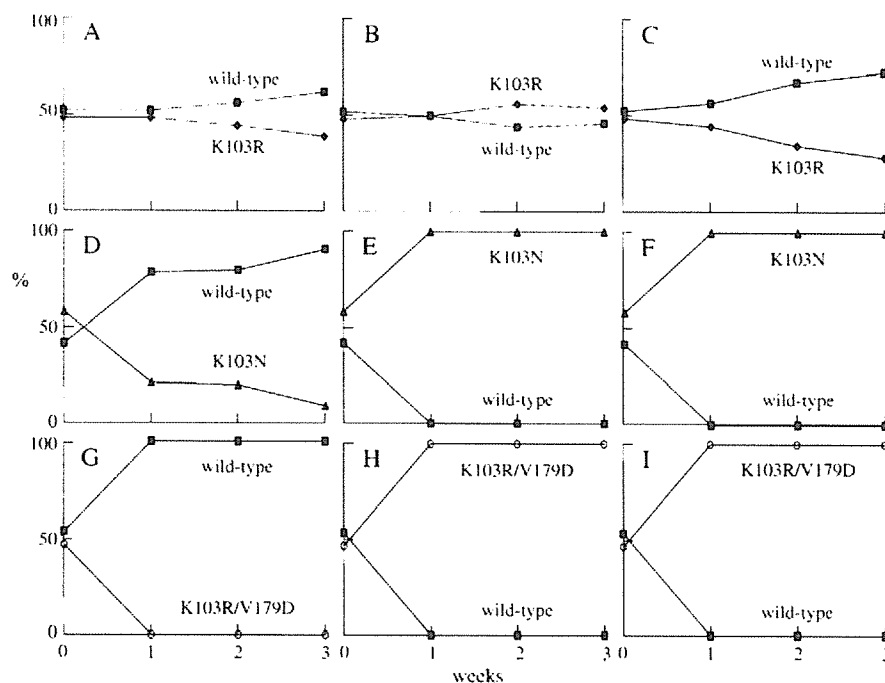 100
A
B
C
wild-type
K103R
wild-type
50
K103R
wild-type
K103R
0
100
D
E
F
K103N
K103N
%
wild-type
50
K103N
wild-type
wild-type
0
100
G
H
I
wild-type
K103R/V179D
K103R/V179D
50
K103R/V179D
wild-type
wild-type
0
0 1 2 3 0 1 2 3 0 1 2 3
weeks